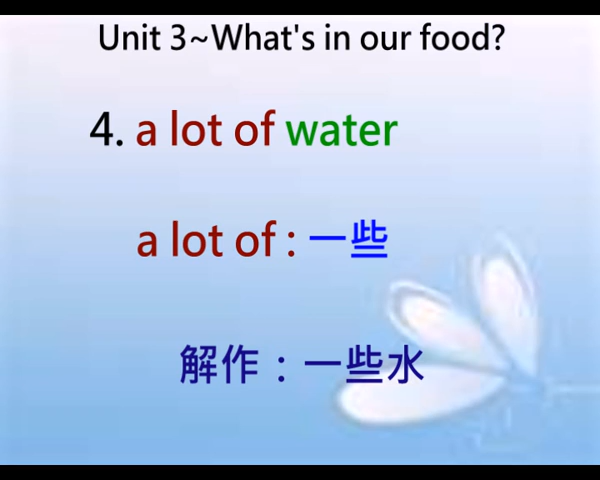 Unit 3~What's in our food?
4. a lot of water
a lot of : 一些
解作：一些水